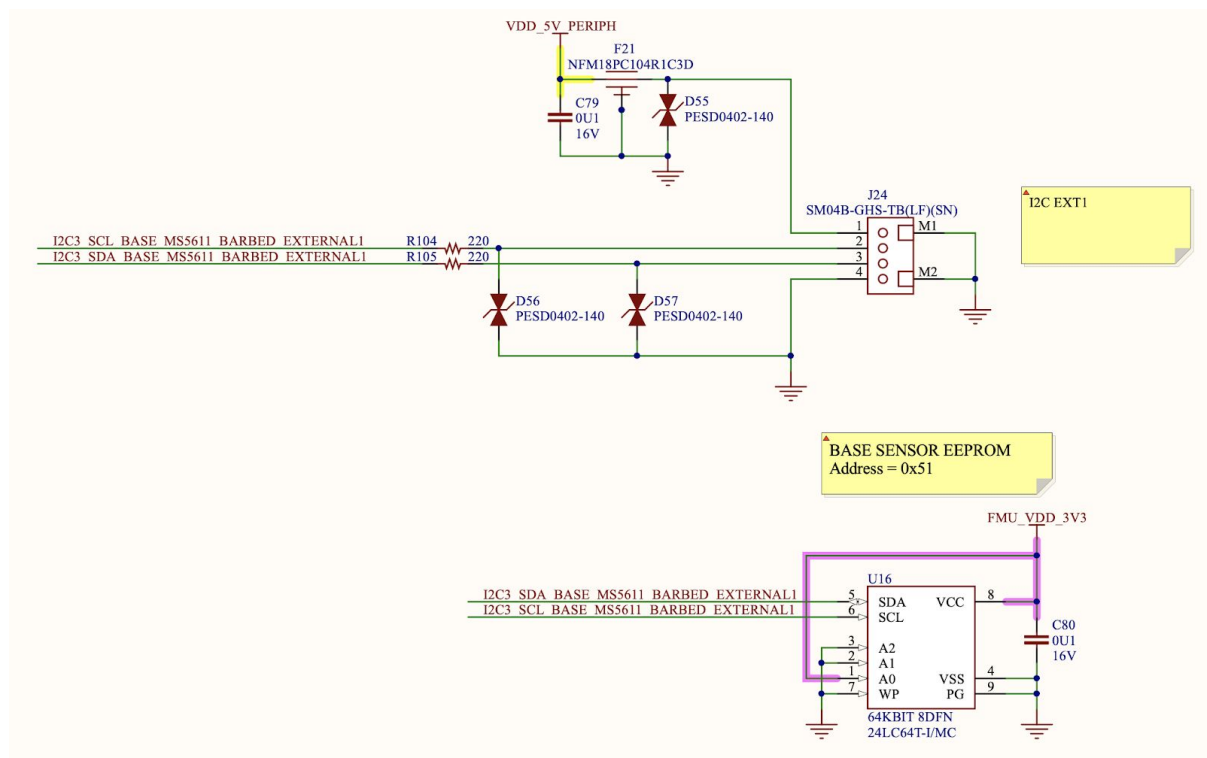 VDD_5V_PERIPH
F21
NFM18PC104R1C3D
C79
0U1
16V
D55
PESD0402-140
J24
SM04B-GHS-TB(LF)(SN)
I2C EXT1
1
2
3
4
M1
M2
I2C3_SCL_BASE_MS5611_BARBED_EXTERNAL1
R104
220
I2C3_SDA_BASE_MS5611_BARBED_EXTERNAL1
R105
220
D56
PESD0402-140
D57
PESD0402-140
BASE SENSOR EEPROM
Address = 0x51
FMU_VDD_3V3
U16
I2C3_SDA_BASE_MS5611_BARBED_EXTERNAL1
5
SDA
VCC
8
I2C3_SCL_BASE_MS5611_BARBED_EXTERNAL1
6
SCL
3
A2
2
A1
1
A0
7
WP
VSS
4
PG
9
C80
0U1
16V
64KBIT 8DFN
24LC64T-I/MC